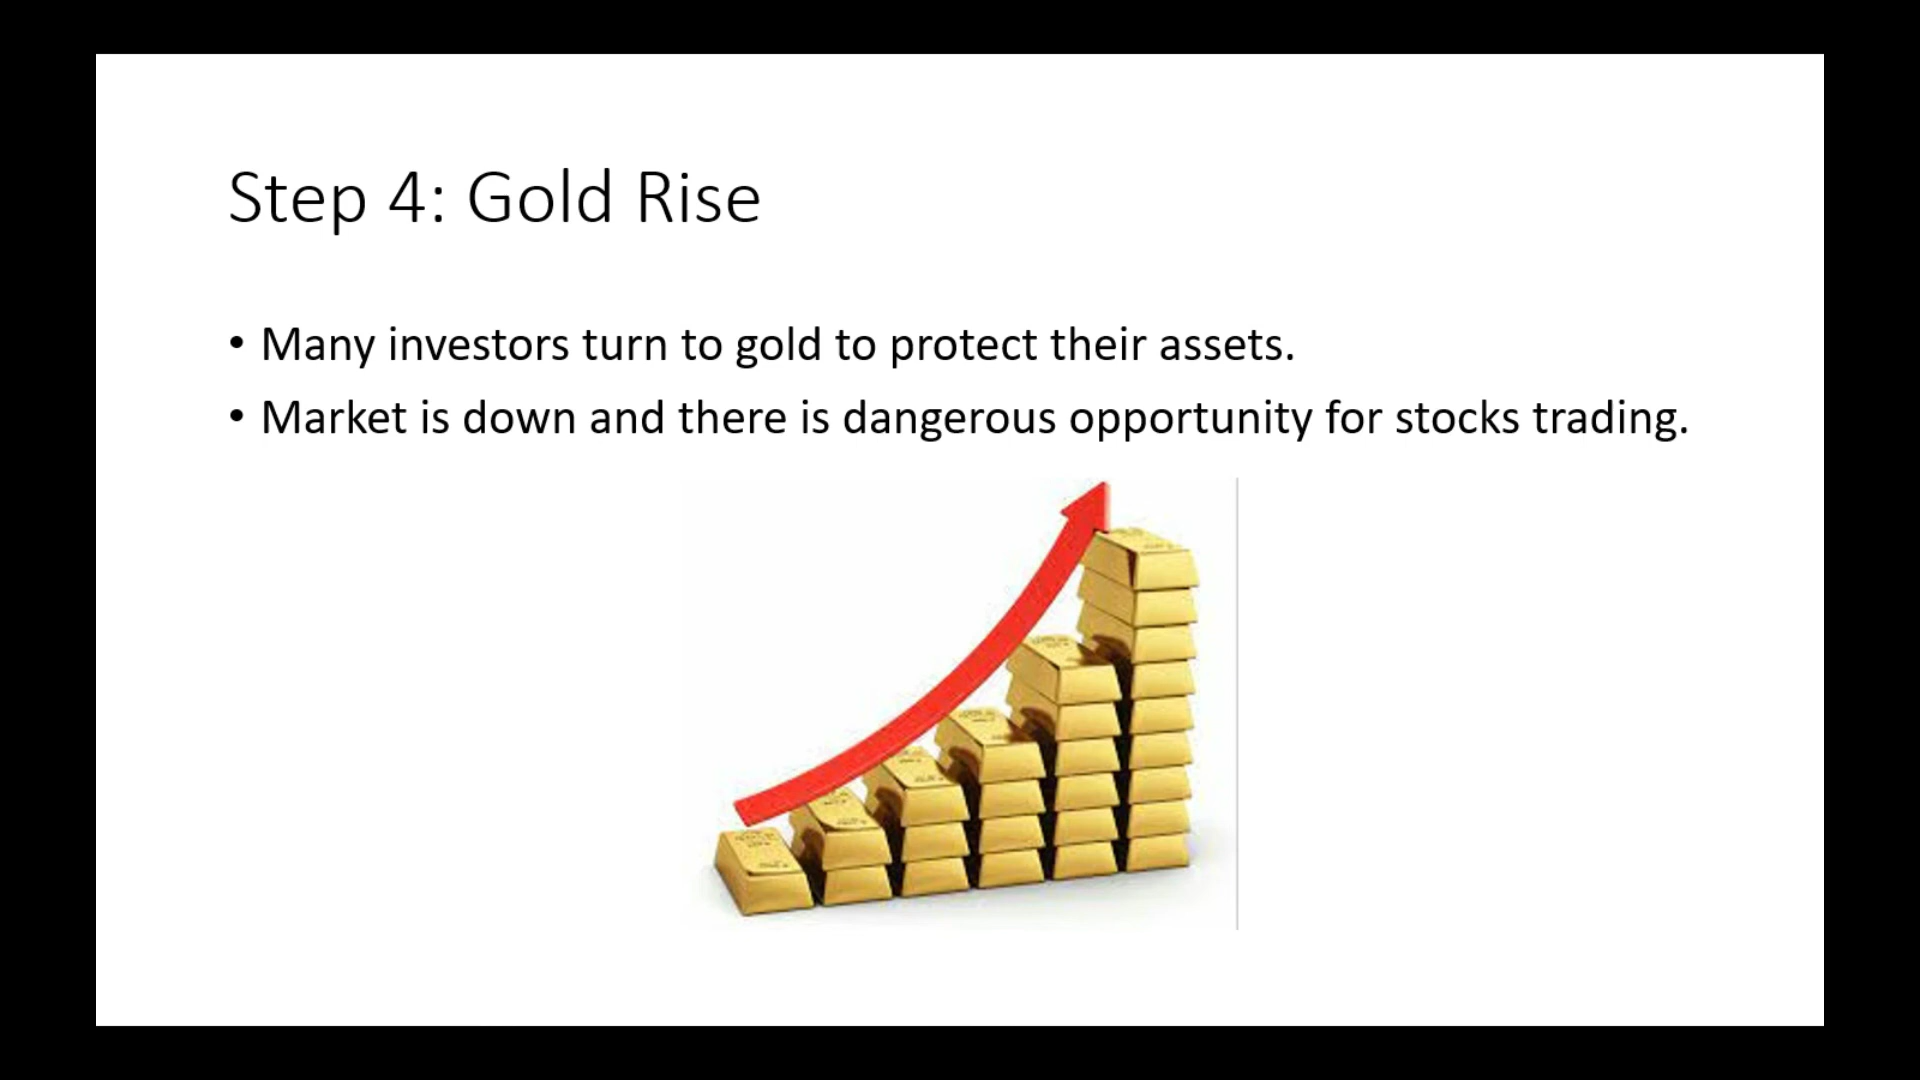 Step 4: Gold Rise
• Many investors turn to gold to protect their assets.
• Market is down and there is dangerous opportunity for stocks trading.